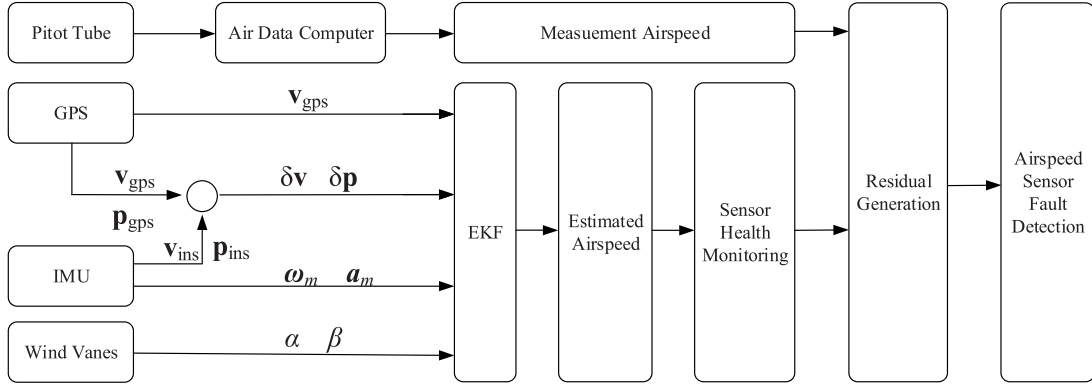 Pitot Tube
Air Data Computer
Measuement Airspeed
GPS
v_gps
v_gps
p_gps
δv δp
v_ins
p_ins
IMU
ω_m a_m
Wind Vanes
α β
EKF
Estimated
Airspeed
Sensor
Health
Monitoring
Residual
Generation
Airspeed
Sensor
Fault
Detection